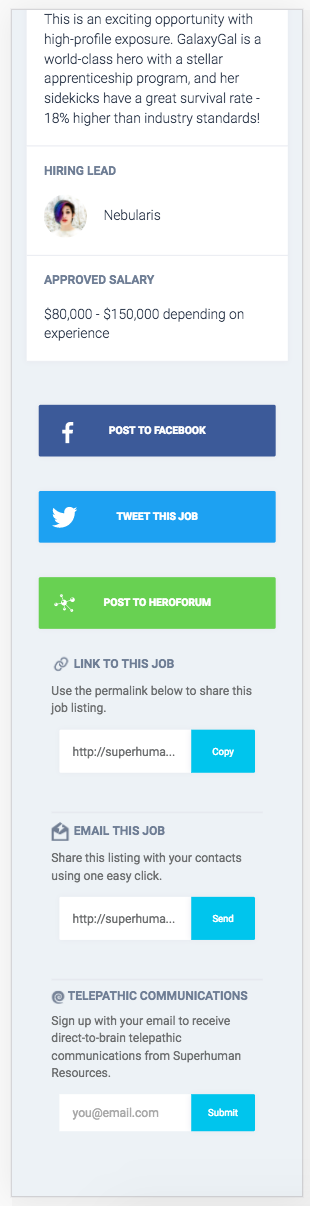 This is an exciting opportunity with
high-profile exposure. GalaxyGal is a
world-class hero with a stellar
apprenticeship program, and her
sidekicks have a great survival rate -
18% higher than industry standards!
HIRING LEAD
Nebularis
APPROVED SALARY
$80,000 - $150,000 depending on
experience
POST TO FACEBOOK
TWEET THIS JOB
POST TO HEROFORUM
LINK TO THIS JOB
Use the permalink below to share this
job listing.
http://superhuma... Copy
EMAIL THIS JOB
Share this listing with your contacts
using one easy click.
http://superhuma... Send
TELEPATHIC COMMUNICATIONS
Sign up with your email to receive
direct-to-brain telepathic
communications from Superhuman
Resources.
you@email.com Submit